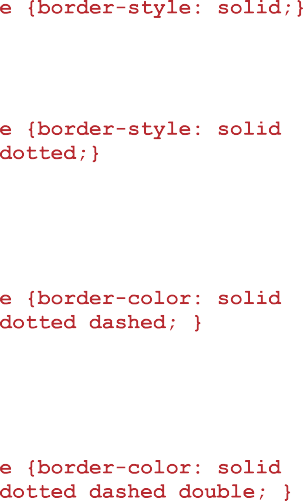 e {border-style: solid;}
e {border-style: solid
dotted;}
e {border-color: solid
dotted dashed; }
e {border-color: solid
dotted dashed double; }